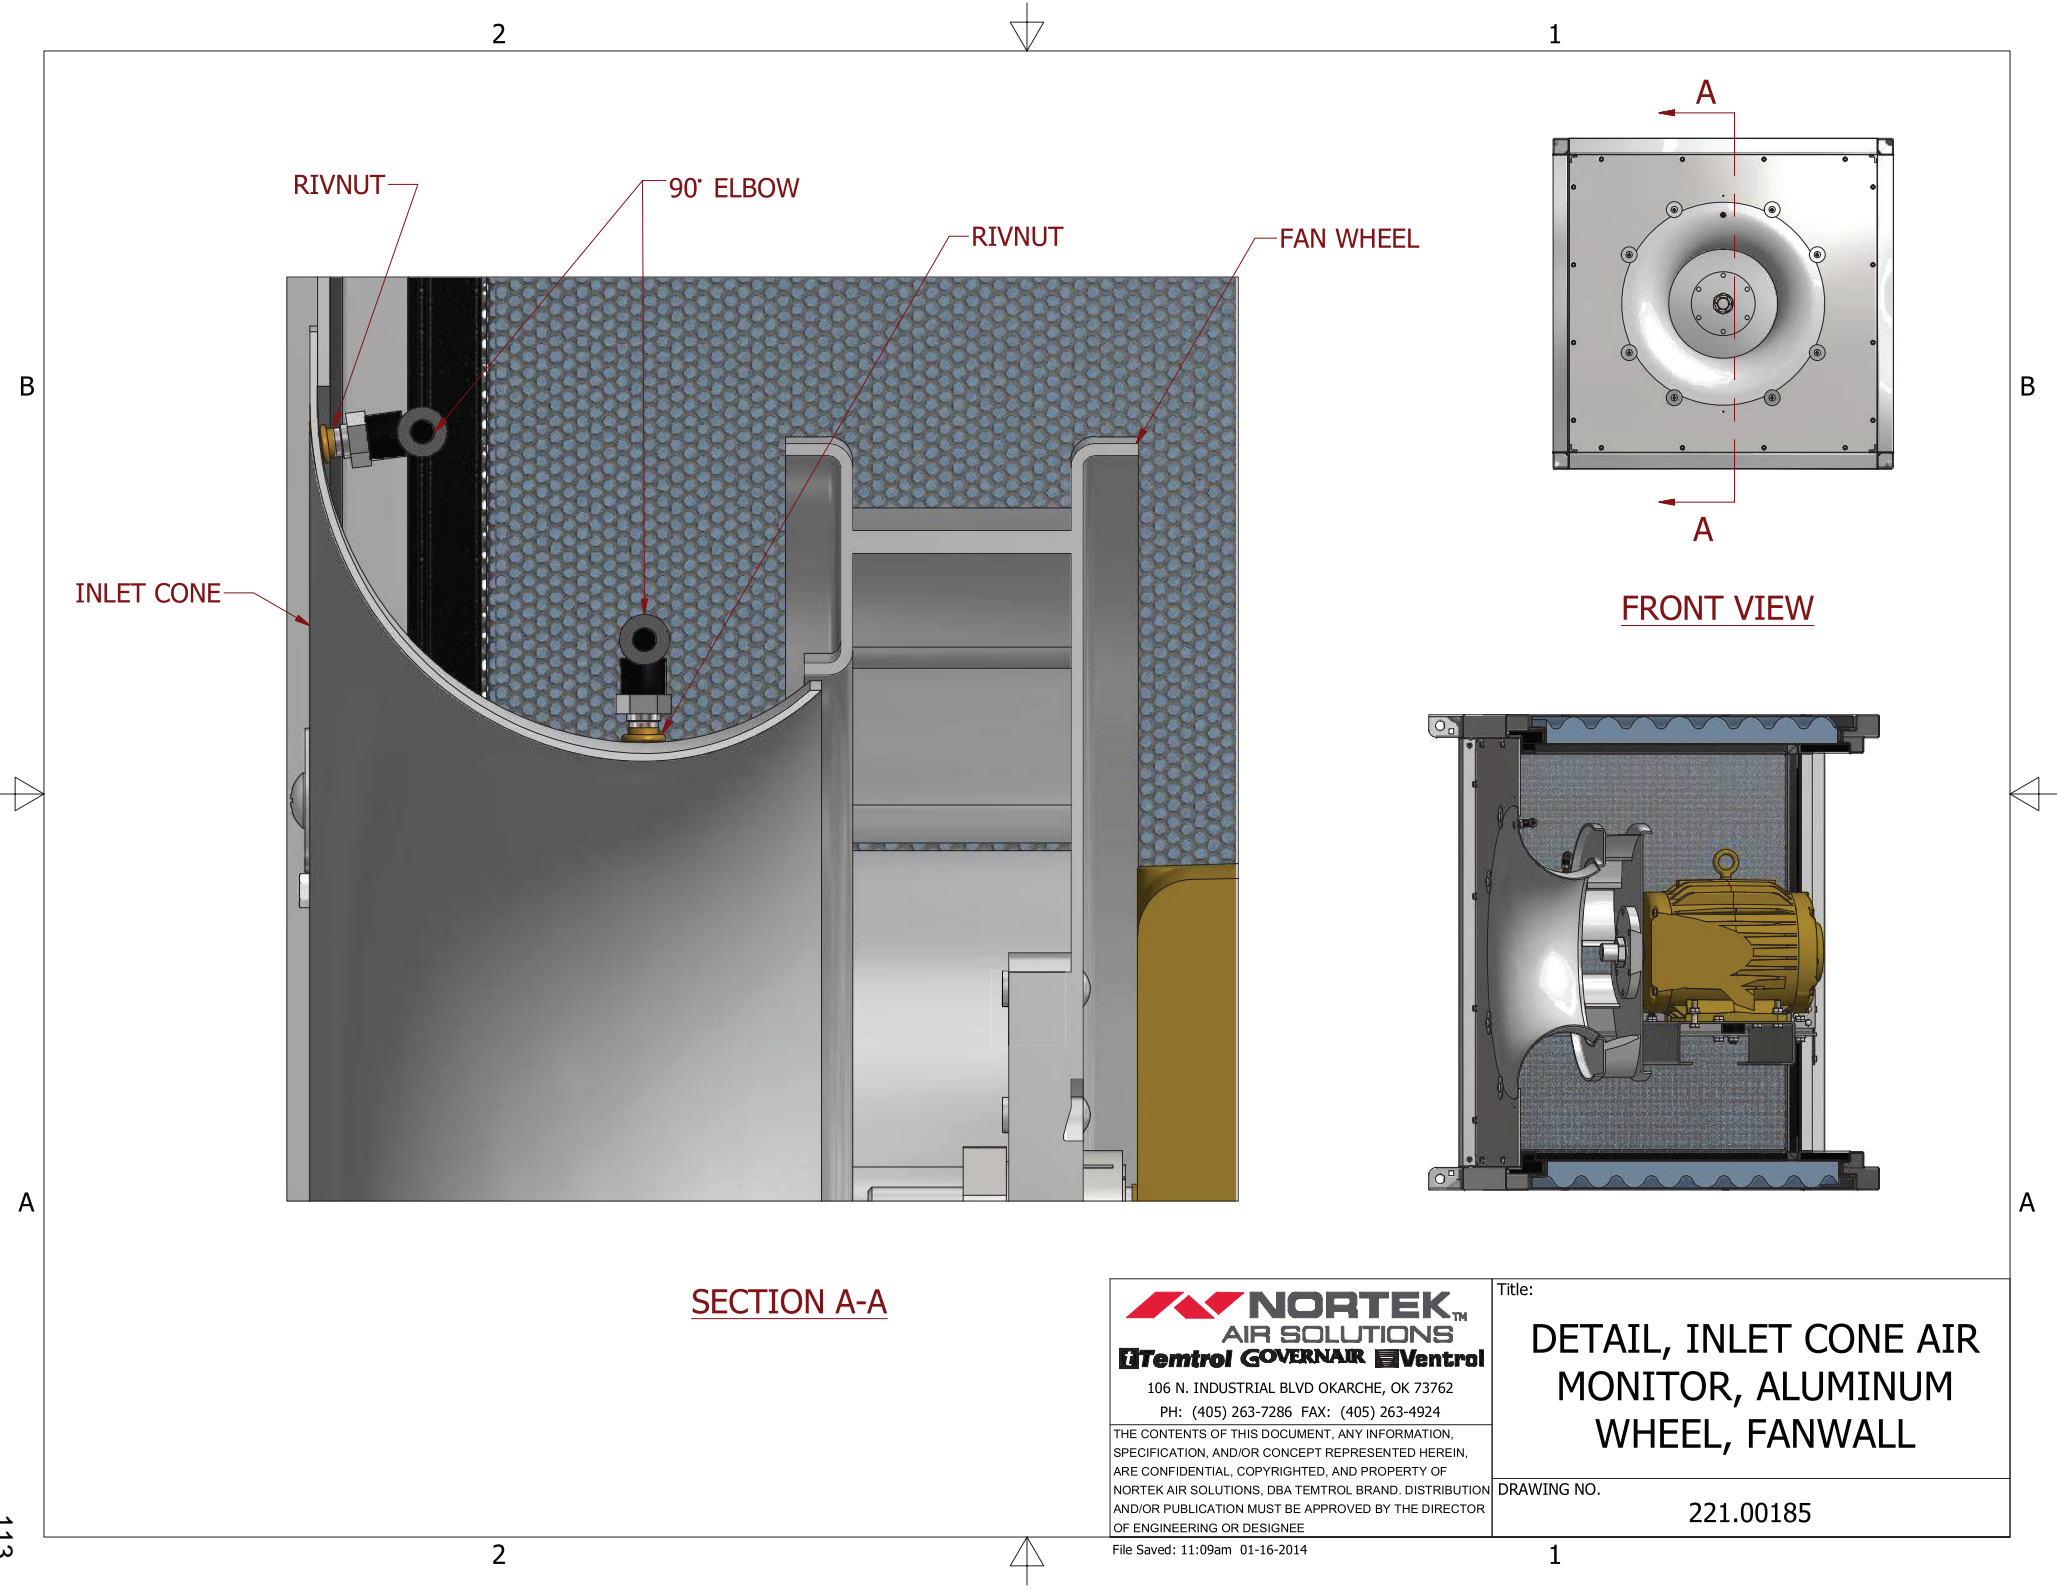 2
1
A
RIVNUT
90° ELBOW
RIVNUT
FAN WHEEL
B
B
A
FRONT VIEW
INLET CONE
A
A
SECTION A-A
NORTEK™
AIR SOLUTIONS
t Temtrol GOVERNAIR Ventrol
106 N. INDUSTRIAL BLVD OKARCHE, OK 73762
PH: (405) 263-7286 FAX: (405) 263-4924
THE CONTENTS OF THIS DOCUMENT, ANY INFORMATION,
SPECIFICATION, AND/OR CONCEPT REPRESENTED HEREIN,
ARE CONFIDENTIAL, COPYRIGHTED, AND PROPERTY OF
NORTEK AIR SOLUTIONS, DBA TEMTROL BRAND. DISTRIBUTION
AND/OR PUBLICATION MUST BE APPROVED BY THE DIRECTOR
OF ENGINEERING OR DESIGNEE
Title:
DETAIL, INLET CONE AIR
MONITOR, ALUMINUM
WHEEL, FANWALL
DRAWING NO.
221.00185
File Saved: 11:09am 01-16-2014
2
1
113